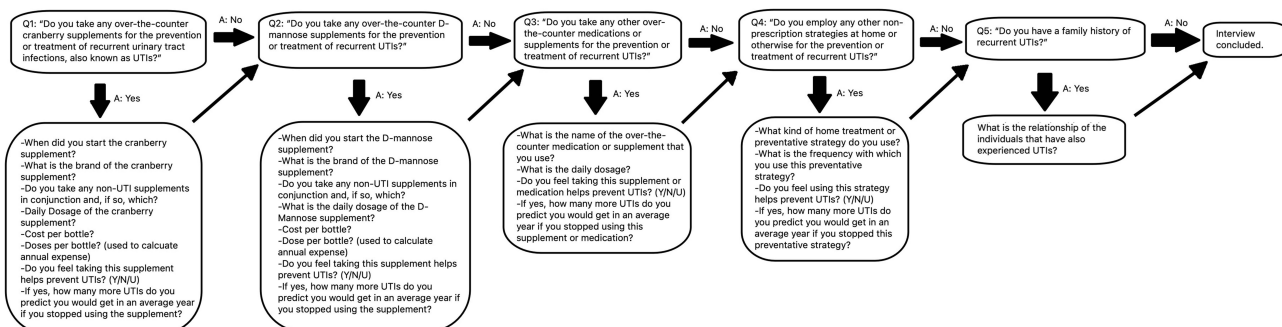 Q1: “Do you take any over-the-counter
cranberry supplements for the prevention
or treatment of recurrent urinary tract
infections, also known as UTIs?”
A: No
Q2: “Do you take any over-the-counter D-
mannose supplements for the prevention
or treatment of recurrent UTIs?”
A: No
Q3: “Do you take any other over-
the-counter medications or
supplements for the prevention or
treatment of recurrent UTIs?”
A: No
Q4: “Do you employ any other non-
prescription strategies at home or
otherwise for the prevention or
treatment of recurrent UTIs?”
A: No
Q5: “Do you have a family history of
recurrent UTIs?”
A: No
Interview
concluded.
A: Yes
A: Yes
A: Yes
A: Yes
A: Yes
-When did you start the cranberry
supplement?
-What is the brand of the cranberry
supplement?
-Do you take any non-UTI supplements
in conjunction and, if so, which?
-Daily Dosage of the cranberry
supplement?
-Cost per bottle?
-Doses per bottle? (used to calcuate
annual expense)
-Do you feel taking this supplement
helps prevent UTIs? (Y/N/U)
-If yes, how many more UTIs do you
predict you would get in an average year
if you stopped using the supplement?
-When did you start the D-mannose
supplement?
-What is the brand of the D-mannose
supplement?
-Do you take any non-UTI supplements in
conjunction and, if so, which?
-What is the daily dosage of the D-
Mannose supplement?
-Cost per bottle?
-Dose per bottle? (used to calculate
annual expense)
-Do you feel taking this supplement helps
prevent UTIs? (Y/N/U)
-If yes, how many more UTIs do you
predict you would get in an average year if
you stopped using the supplement?
-What is the name of the over-the-
counter medication or supplement that
you use?
-What is the daily dosage?
-Do you feel taking this supplement or
medication helps prevent UTIs? (Y/N/U)
-If yes, how many more UTIs do you
predict you would get in an average
year if you stopped using this
supplement or medication?
-What kind of home treatment or
preventative strategy do you use?
-What is the frequency with which
you use this preventative
strategy?
-Do you feel using this strategy
helps prevent UTIs? (Y/N/U)
-If yes, how many more UTIs do
you predict you would get in an
average year if you stopped this
preventative strategy?
What is the relationship of the
individuals that have also
experienced UTIs?